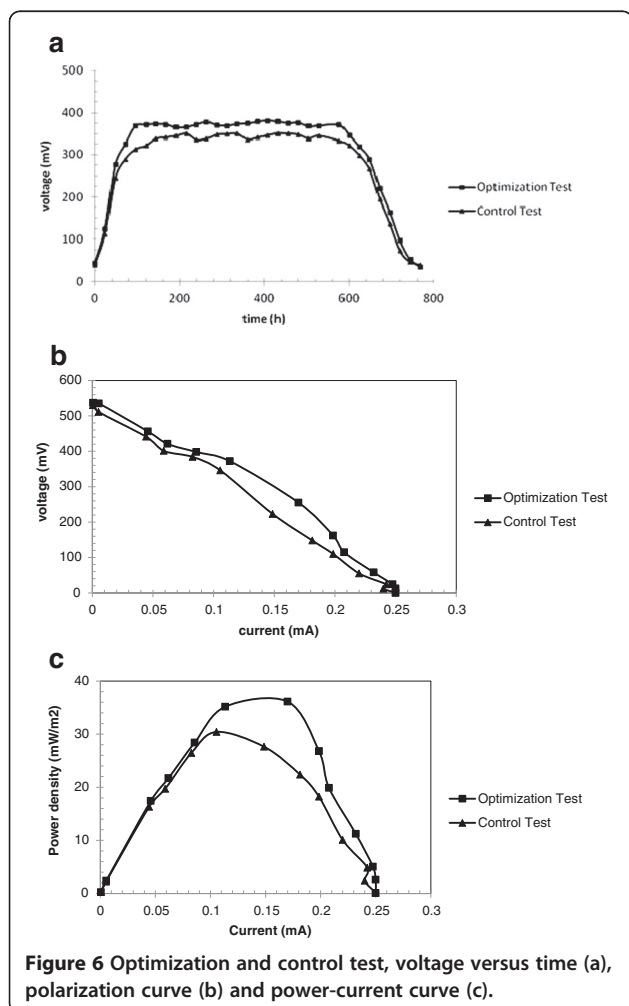 a
500
400
300
200
100
0
voltage (mV)
0 200 400 600 800
time (h)
Optimization Test
Control Test
b
600
500
400
300
200
100
0
voltage (mV)
0 0.05 0.1 0.15 0.2 0.25 0.3
current (mA)
Optimization Test
Control Test
c
40
30
20
10
0
Power density (mW/m2)
0 0.05 0.1 0.15 0.2 0.25 0.3
Current (mA)
Optimization Test
Control Test
Figure 6 Optimization and control test, voltage versus time (a),
polarization curve (b) and power-current curve (c).